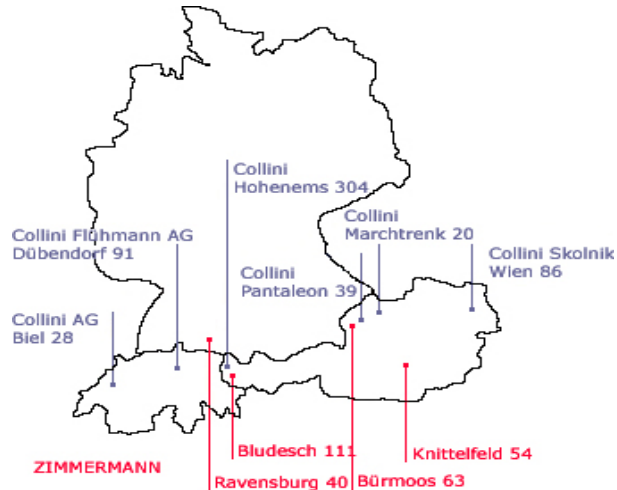 Collini
Hohenems 304
Collini
Marchtrenk 20
Collini Flühmann AG
Dübendorf 91
Collini Skolnik
Wien 86
Collini
Pantaleon 39
Collini AG
Biel 28
Bludesch 111
Knittelfeld 54
ZIMMERMANN
Ravensburg 40
Bürmoos 63